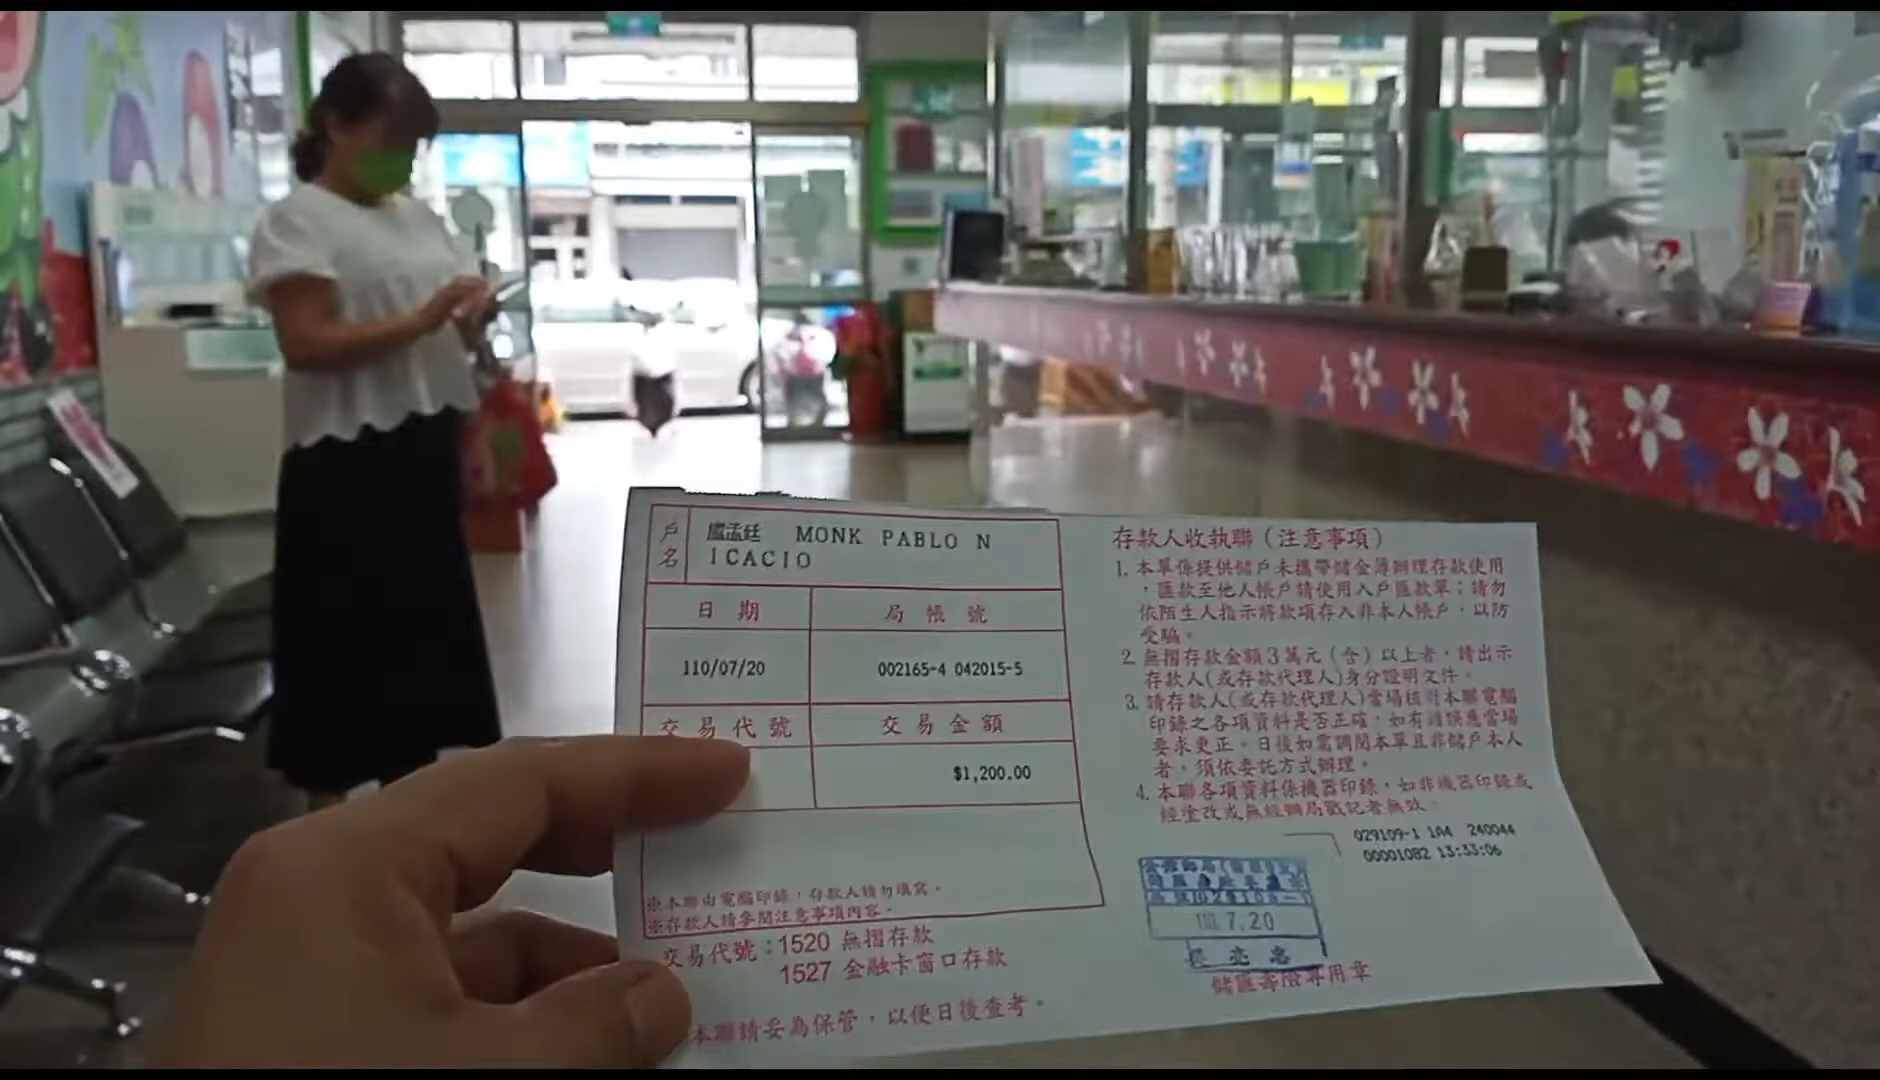 戶名
盧孟廷 MONK PABLO N
ICACIO
日期
局帳號
110/07/20
002165-4 042015-5
交易代號
交易金額
$1,200.00
※本聯由電腦印錄，存款人請勿填寫。
※存款人請參閱注意事項內容。
交易代號：1520 無摺存款
1527 金融卡窗口存款
本聯請妥為保管，以便日後查考。
存款人收執聯（注意事項）
1. 本單係提供儲戶未攜帶儲金簿辦理存款使用
，匯款至他人帳戶請使用入戶匯款單；請勿
依陌生人指示將款項存入非本人帳戶，以防
受騙。
2. 無摺存款金額3萬元（含）以上者，請出示
存款人(或存款代理人)身分證明文件。
3. 請存款人(或存款代理人)當場核對本聯電腦
印錄之各項資料是否正確，如有錯誤應當場
要求更正。日後如需調閱本單且非儲戶本人
者，須依委託方式辦理。
4. 本聯各項資料係機器印錄，如非機器印錄或
經塗改或無經辦局戳記者無效。
029109-1 1A4 240044
00001082 13:33:06
110.7.20
儲匯壽險專用章